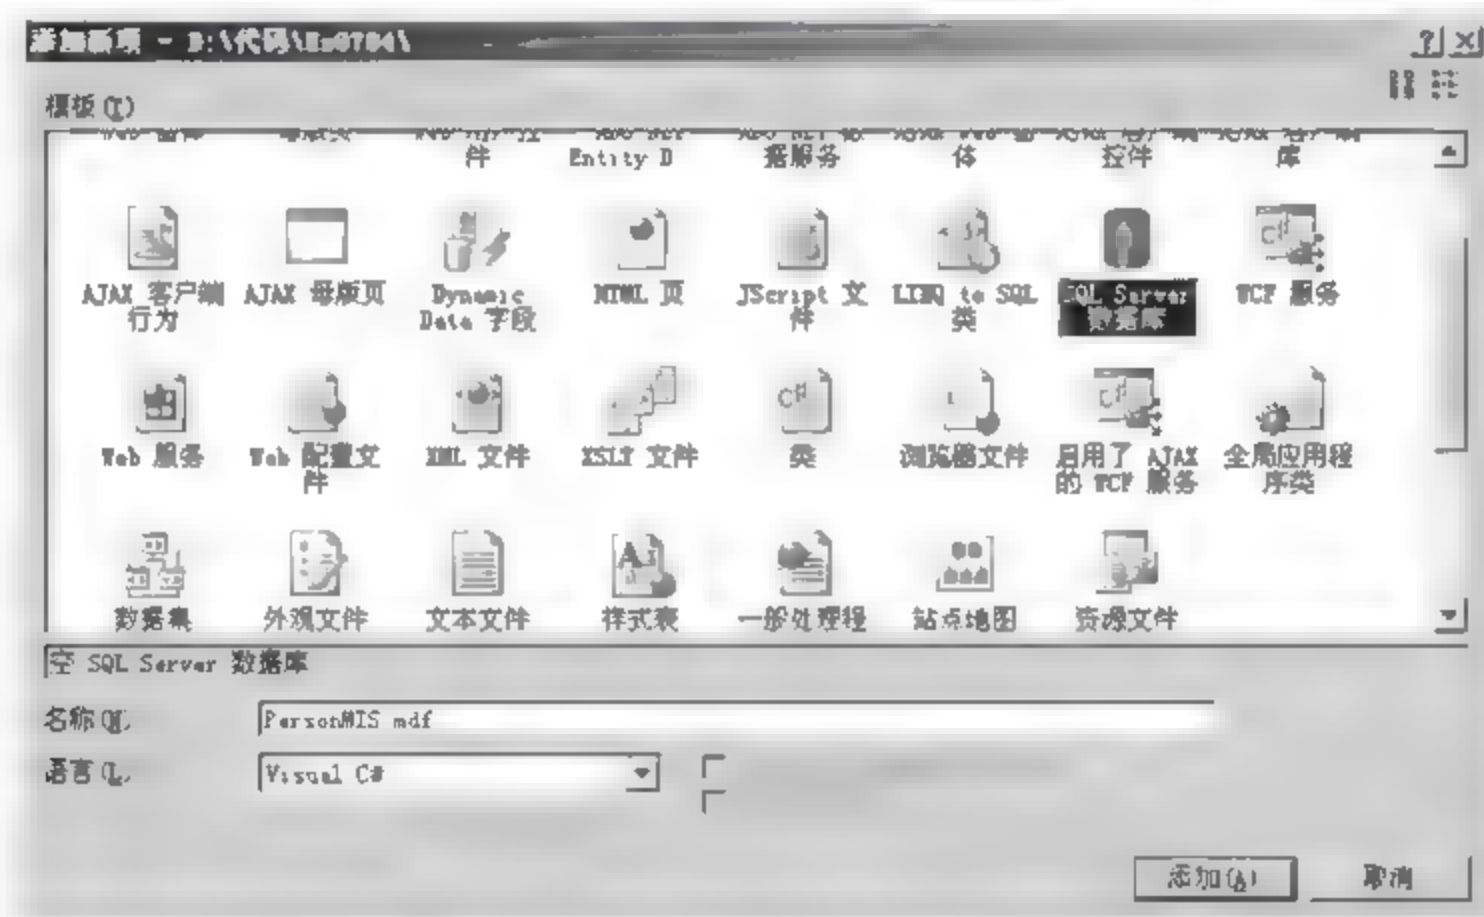 添加新项 - D:\代码\
模板(T)
件 Entity D 据服务 体 控件 库
AJAX 客户端 AJAX 母版页 Dynamic HTML 页 JScript 文 LINQ to SQL SQL Server WCF 服务
行为 Data 字段 件 类 数据库
Web 服务 Web 配置文 XML 文件 XSLT 文件 类 浏览器文件 启用了 AJAX 全局应用程
件 的 WCF 服务 序类
数据集 外观文件 文本文件 样式表 一般处理程 站点地图 资源文件
空 SQL Server 数据库
名称(N)
PersonMIS mdf
语言(L)
Visual C#
添加(A) 取消